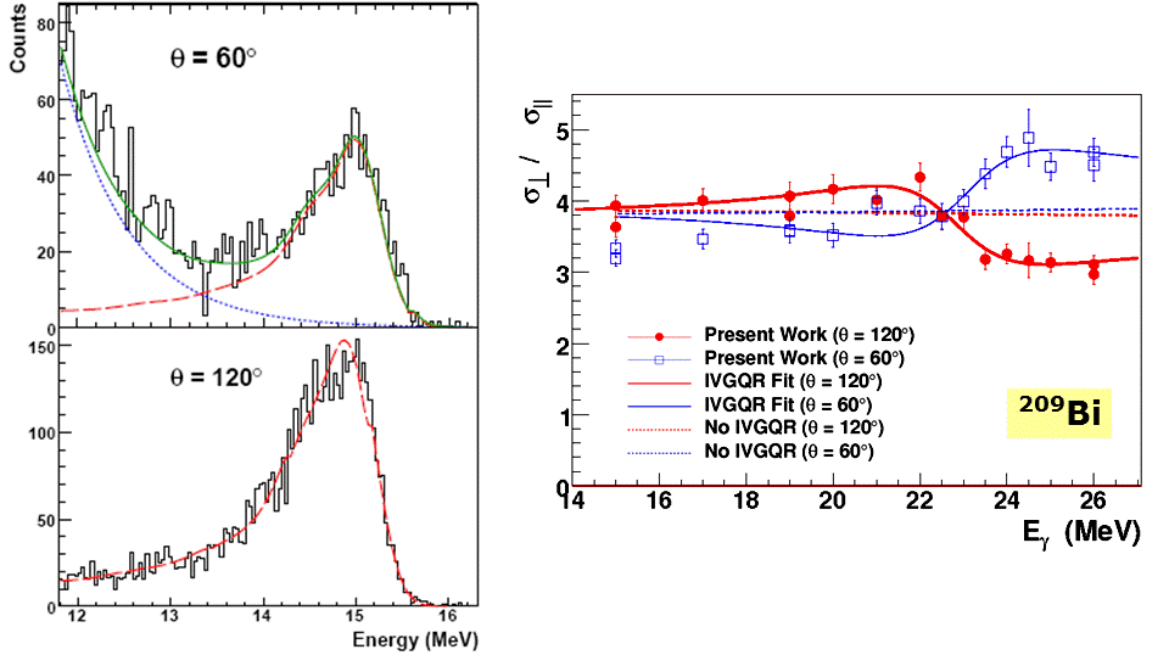 Counts
80
60
40
20
0
θ = 60°
150
100
50
0
θ = 120°
12
13
14
15
16
Energy (MeV)
σ⊥ / σ∥
5
4
3
2
1
0
Present Work (θ = 120°)
Present Work (θ = 60°)
IVGQR Fit (θ = 120°)
IVGQR Fit (θ = 60°)
No IVGQR (θ = 120°)
No IVGQR (θ = 60°)
²⁰⁹Bi
14 16 18 20 22 24 26
Eγ (MeV)